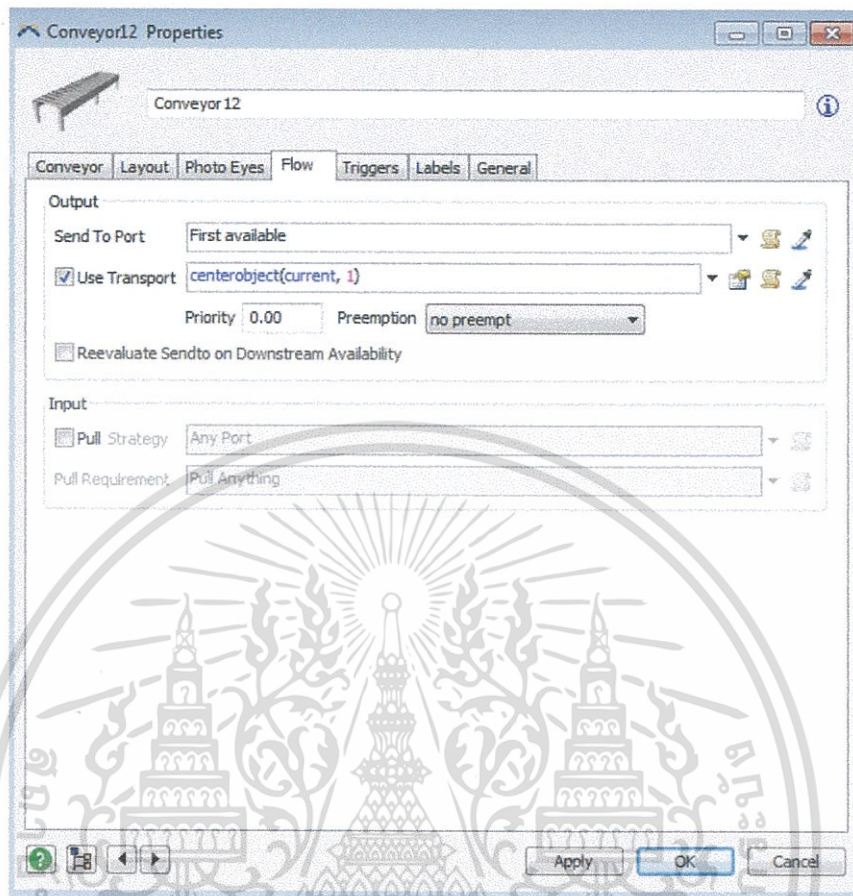 Conveyor12 Properties
Conveyor12
Conveyor Layout Photo Eyes Flow Triggers Labels General
Output
Send To Port First available
Use Transport centerobject(current, 1)
Priority 0.00 Preemption no preempt
Reevaluate Sendto on Downstream Availability
Input
Pull Strategy Any Port
Pull Requirement Pull Anything
Apply OK Cancel